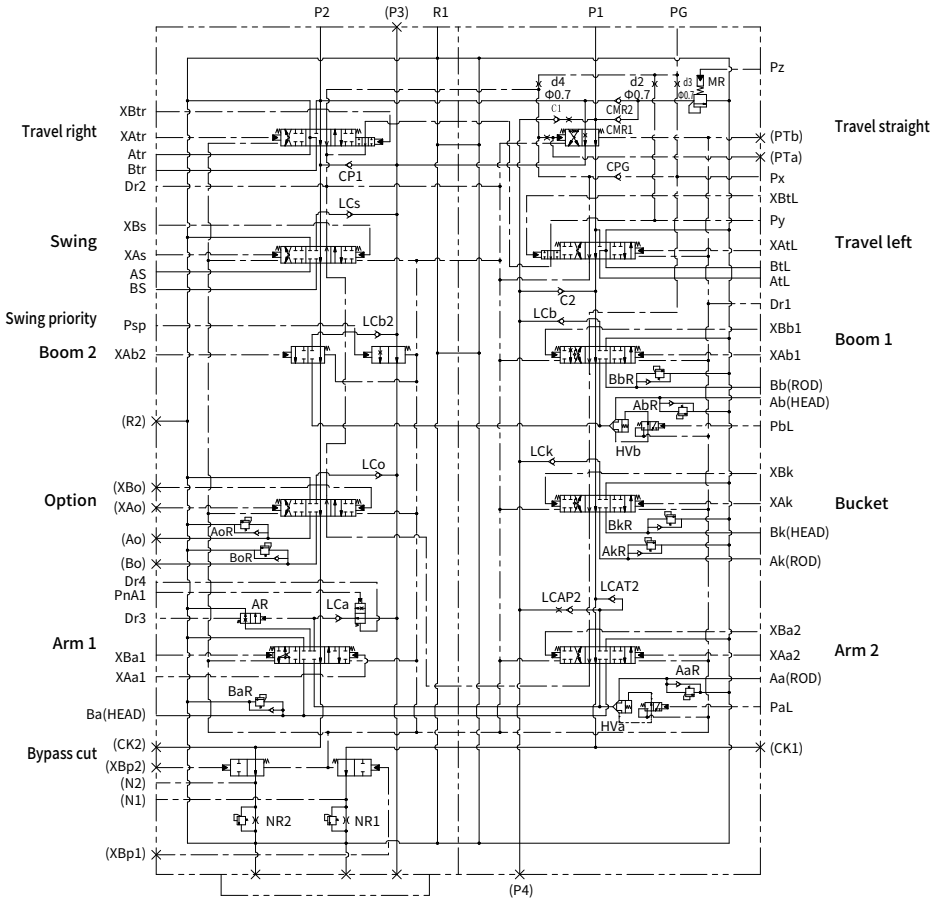 P2
(P3)
R1
P1
PG
Pz
d4
Φ0.7
d2
Φ0.7
d3
Φ0.7
MR
XBtr
C1
CMR2
Travel right
XAtr
CMR1
(PTb)
Travel straight
Atr
(PTa)
Btr
CP1
CPG
Px
Dr2
XBtL
LCs
XBs
Py
Swing
XAs
XAtL
Travel left
AS
BtL
BS
AtL
C2
Dr1
Swing priority
Psp
LCb2
LCb
XBb1
Boom 2
XAb2
XAb1
Boom 1
BbR
Bb(ROD)
Ab(HEAD)
AbR
(R2)
PbL
HVb
LCo
LCk
XBk
(XBo)
Option
(XAo)
XAk
Bucket
AoR
BkR
Bk(HEAD)
(Ao)
BoR
AkR
(Bo)
Ak(ROD)
Dr4
PnA1
LCAT2
AR
LCa
LCAP2
Dr3
XBa2
Arm 1
XBa1
XAa2
Arm 2
XAa1
AaR
Aa(ROD)
BaR
PaL
Ba(HEAD)
HVa
(CK2)
(CK1)
Bypass cut
(XBp2)
(N2)
(N1)
NR2
NR1
(XBp1)
(P4)